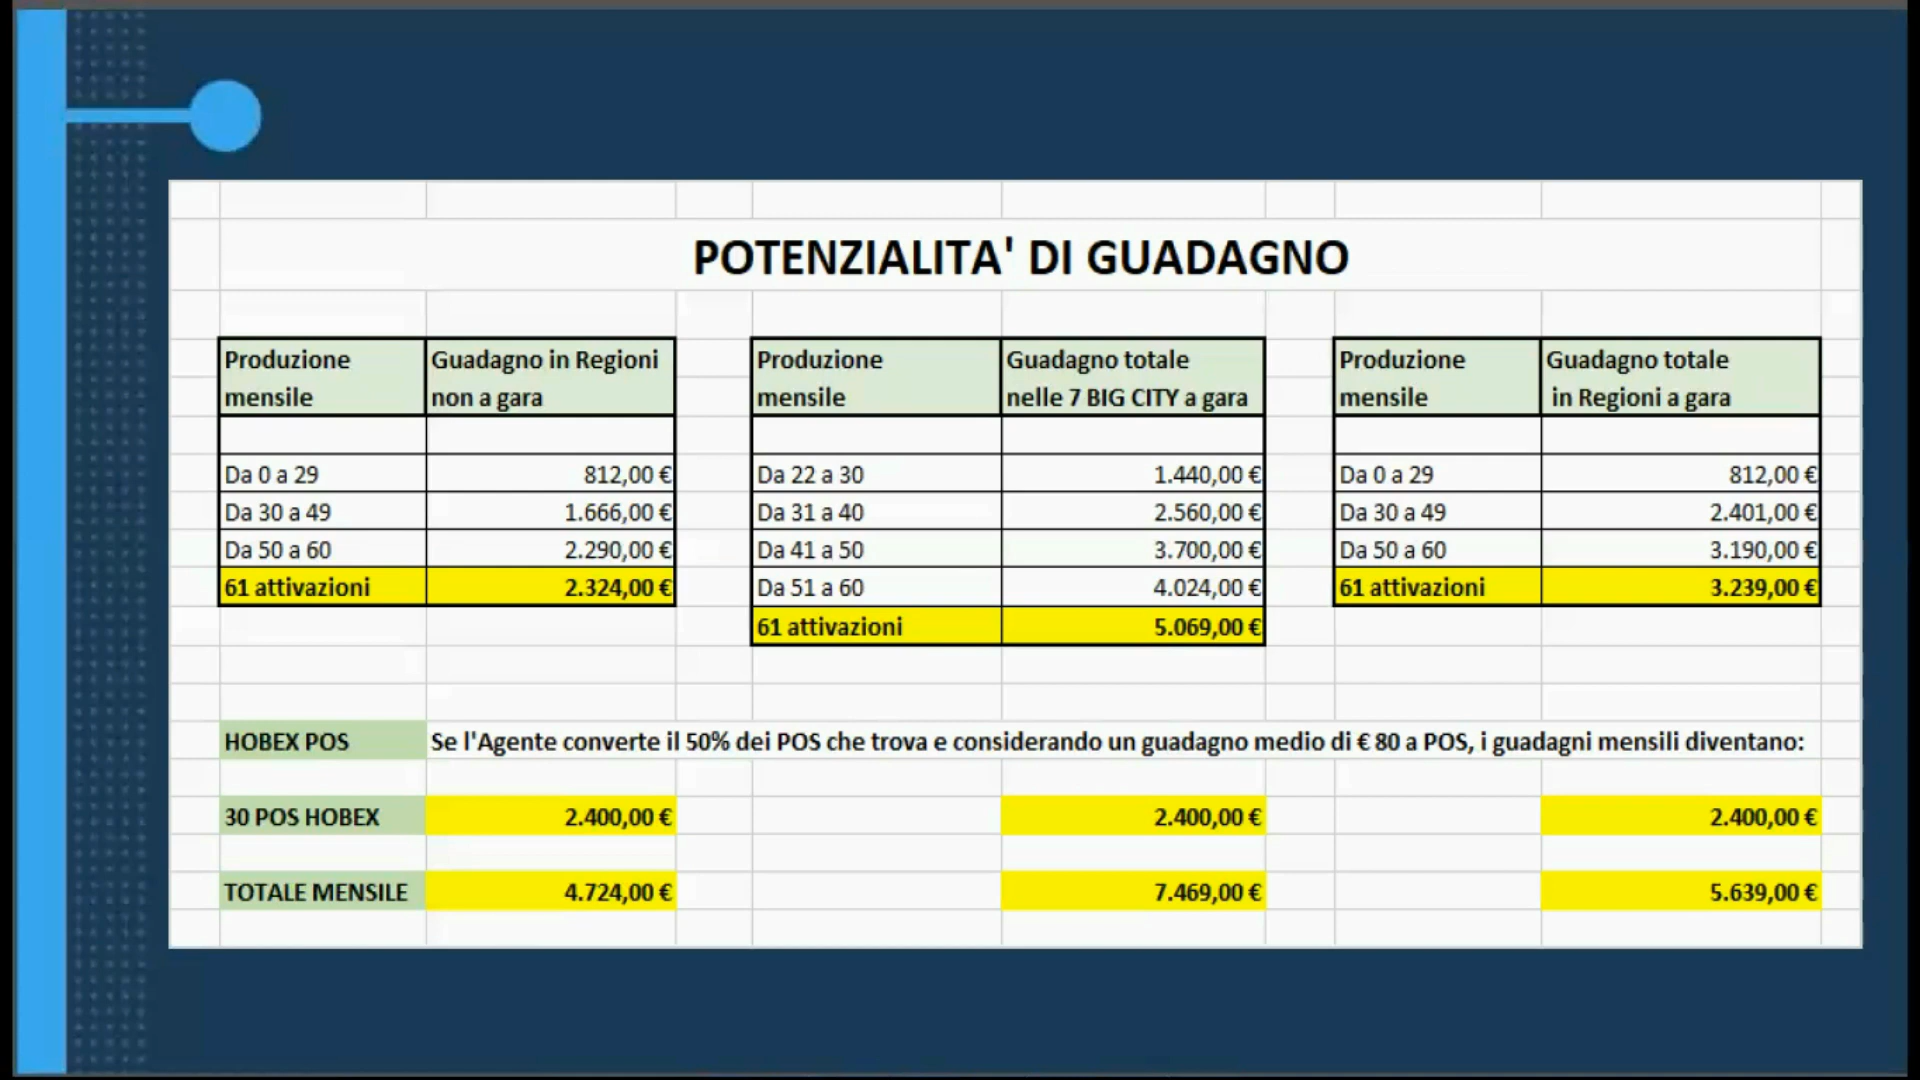 POTENZIALITA' DI GUADAGNO
Produzione mensile | Guadagno in Regioni non a gara
Da 0 a 29 | 812,00 €
Da 30 a 49 | 1.666,00 €
Da 50 a 60 | 2.290,00 €
61 attivazioni | 2.324,00 €
Produzione mensile | Guadagno totale nelle 7 BIG CITY a gara
Da 22 a 30 | 1.440,00 €
Da 31 a 40 | 2.560,00 €
Da 41 a 50 | 3.700,00 €
Da 51 a 60 | 4.024,00 €
61 attivazioni | 5.069,00 €
Produzione mensile | Guadagno totale in Regioni a gara
Da 0 a 29 | 812,00 €
Da 30 a 49 | 2.401,00 €
Da 50 a 60 | 3.190,00 €
61 attivazioni | 3.239,00 €
HOBEX POS | Se l'Agente converte il 50% dei POS che trova e considerando un guadagno medio di € 80 a POS, i guadagni mensili diventano:
30 POS HOBEX | 2.400,00 € | 2.400,00 € | 2.400,00 €
TOTALE MENSILE | 4.724,00 € | 7.469,00 € | 5.639,00 €